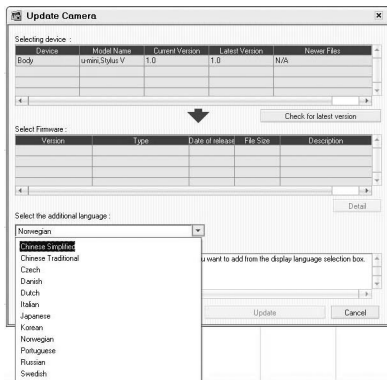 Update Camera
Selecting device :
Device Model Name Current Version Latest Version Newer Files
Body u-mini,Stylus V 1.0 1.0 N/A
Check for latest version
Select Firmware :
Version Type Date of release File Size Description
Detail
Select the additional language :
Norwegian
Chinese Simplified
Chinese Traditional
u want to add from the display language selection box.
Czech
Danish
Dutch
Italian
Japanese
Update Cancel
Korean
Norwegian
Portuguese
Russian
Swedish